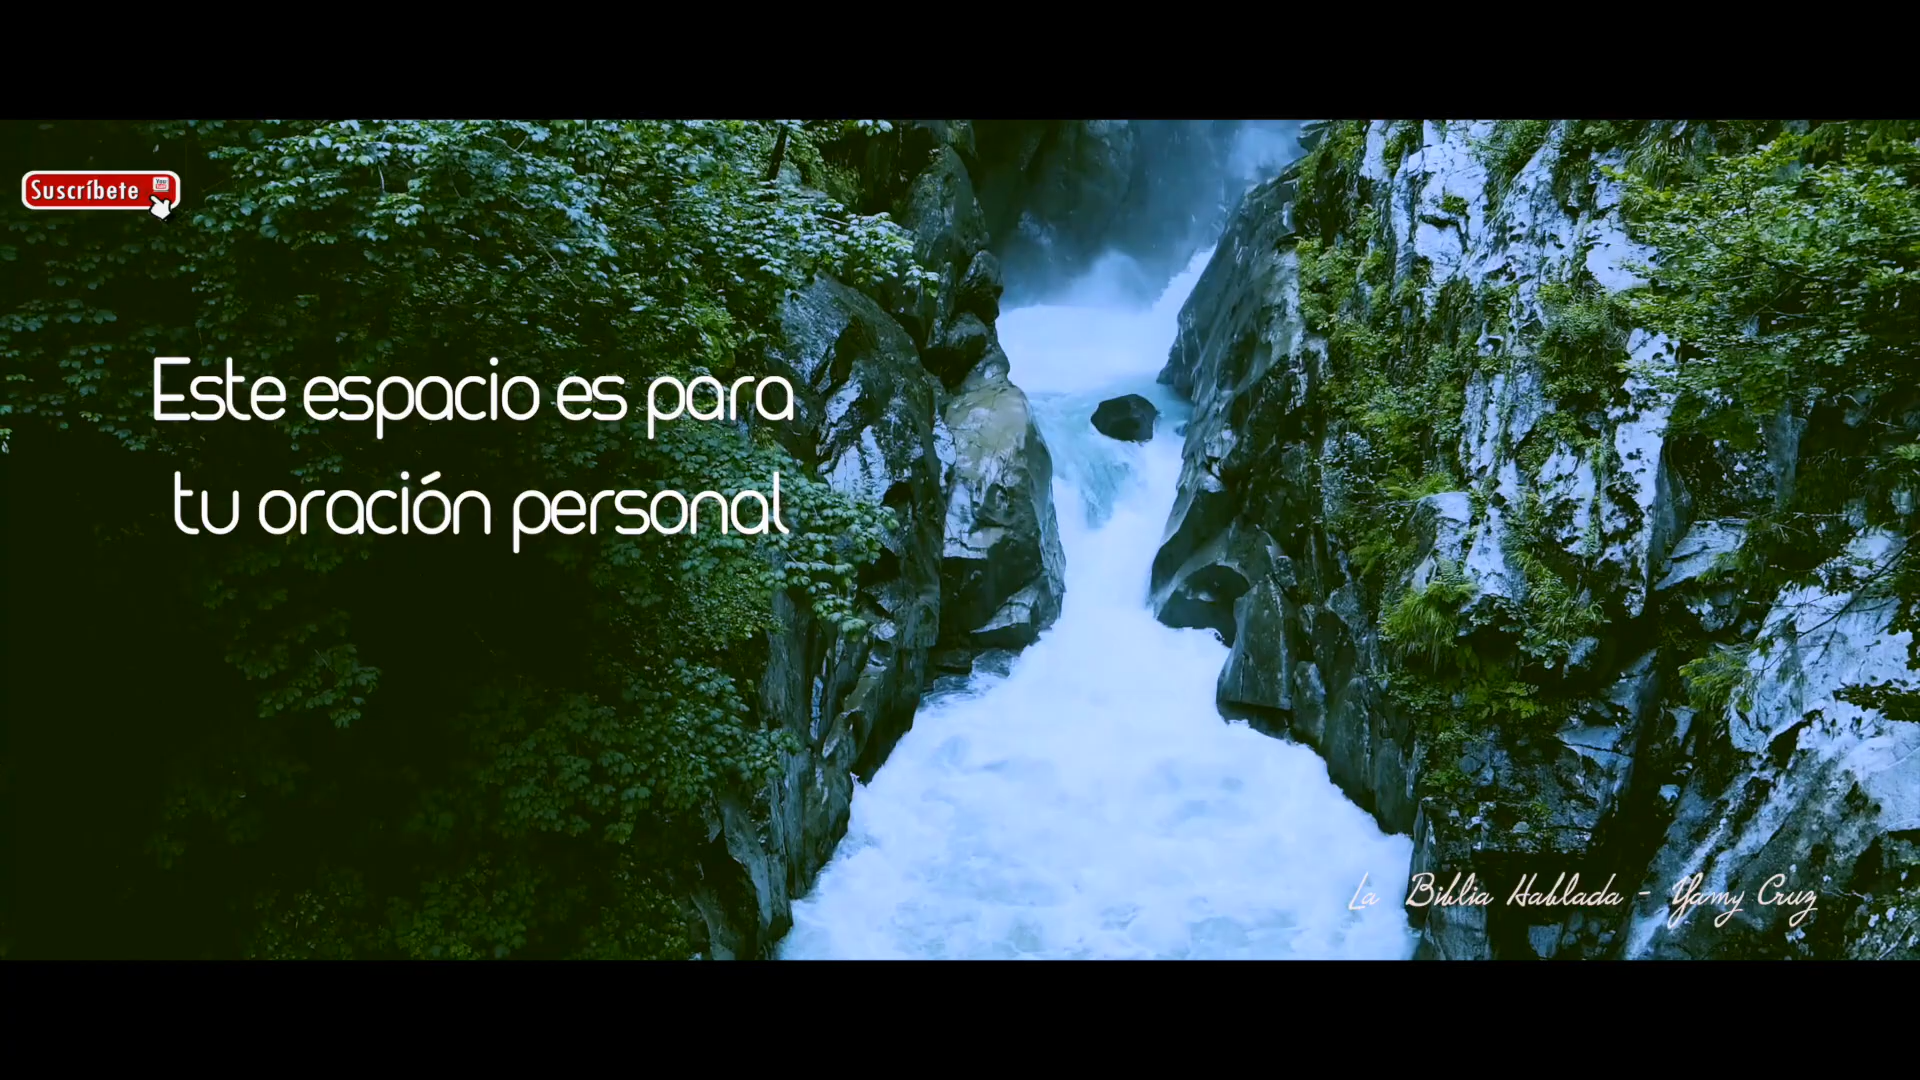 Suscríbete
Este espacio es para
tu oración personal
La Biblia Hablada - Yamy Cruz